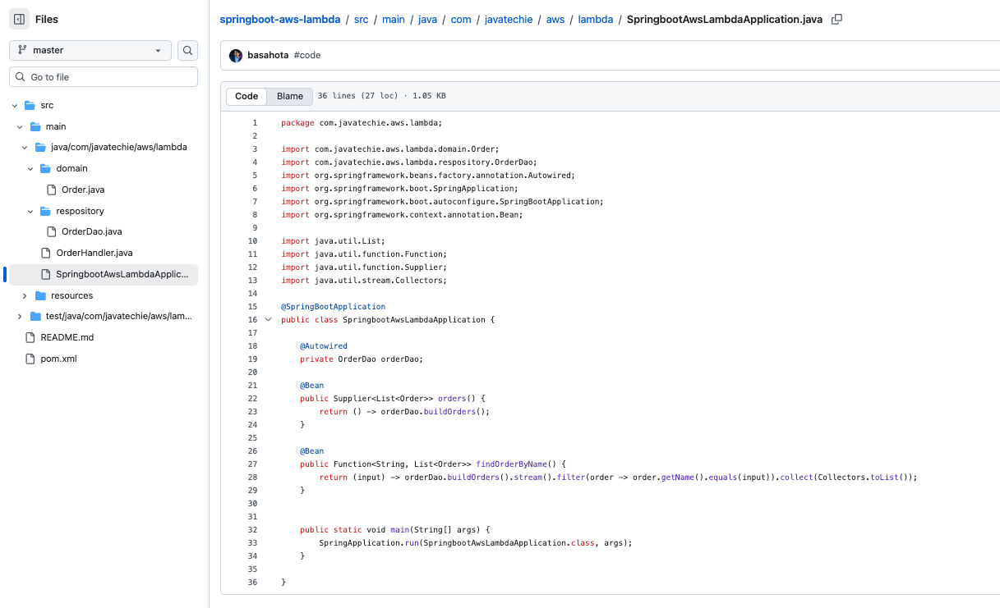 Files
master
Go to file
src
main
java/com/javatechie/aws/lambda
domain
Order.java
respository
OrderDao.java
OrderHandler.java
SpringbootAwsLambdaApplic...
resources
test/java/com/javatechie/aws/lam...
README.md
pom.xml
springboot-aws-lambda / src / main / java / com / javatechie / aws / lambda / SpringbootAwsLambdaApplication.java
basahota #code
Code Blame 36 lines (27 loc) · 1.05 KB
1 package com.javatechie.aws.lambda;
2
3 import com.javatechie.aws.lambda.domain.Order;
4 import com.javatechie.aws.lambda.respository.OrderDao;
5 import org.springframework.beans.factory.annotation.Autowired;
6 import org.springframework.boot.SpringApplication;
7 import org.springframework.boot.autoconfigure.SpringBootApplication;
8 import org.springframework.context.annotation.Bean;
9
10 import java.util.List;
11 import java.util.function.Function;
12 import java.util.function.Supplier;
13 import java.util.stream.Collectors;
14
15 @SpringBootApplication
16 public class SpringbootAwsLambdaApplication {
17
18 @Autowired
19 private OrderDao orderDao;
20
21 @Bean
22 public Supplier<List<Order>> orders() {
23 return () -> orderDao.buildOrders();
24 }
25
26 @Bean
27 public Function<String, List<Order>> findOrderByName() {
28 return (input) -> orderDao.buildOrders().stream().filter(order -> order.getName().equals(input)).collect(Collectors.toList());
29 }
30
31
32 public static void main(String[] args) {
33 SpringApplication.run(SpringbootAwsLambdaApplication.class, args);
34 }
35
36 }